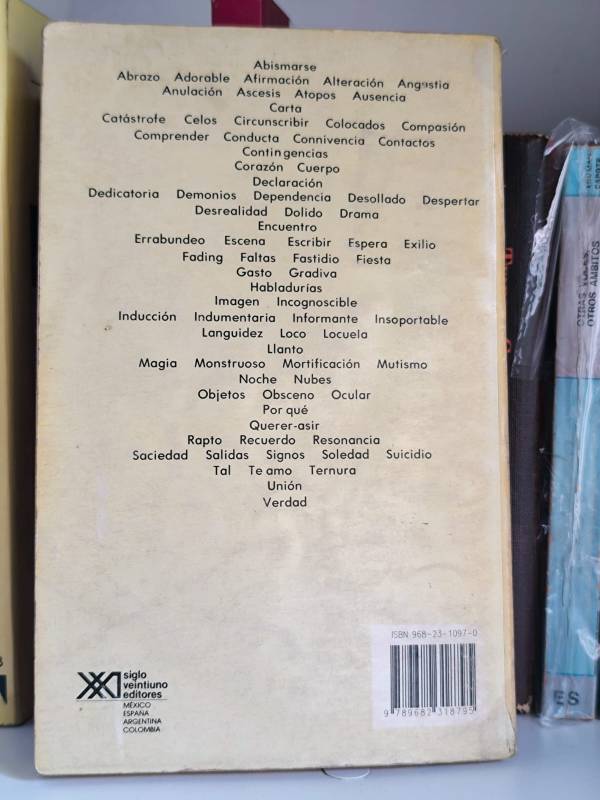 Abismarse
Abrazo Adorable Afirmación Alteración Angustia
Anulación Ascesis Atopos Ausencia
Carta
Catástrofe Celos Circunscribir Colocados Compasión
Comprender Conducta Connivencia Contactos
Contingencias
Corazón Cuerpo
Declaración
Dedicatoria Demonios Dependencia Desollado Despertar
Desrealidad Dolido Drama
Encuentro
Errabundeo Escena Escribir Espera Exilio
Fading Faltas Fastidio Fiesta
Gasto Gradiva
Habladurías
Imagen Incognoscible
Inducción Indumentaria Informante Insoportable
Languidez Loco Locuela
Llanto
Magia Monstruoso Mortificación Mutismo
Noche Nubes
Objetos Obsceno Ocular
Por qué
Querer-asir
Rapto Recuerdo Resonancia
Saciedad Salidas Signos Soledad Suicidio
Tal Te amo Ternura
Unión
Verdad
ISBN 968-23-1097-0
9 789682 318795
siglo
veintiuno
editores
MÉXICO
ESPAÑA
ARGENTINA
COLOMBIA
OTRAS VOCES,
OTROS ÁMBITOS
ES